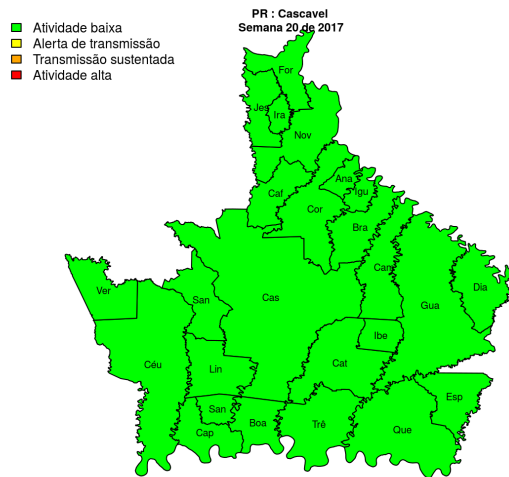 PR : Cascavel
Semana 20 de 2017
Atividade baixa
Alerta de transmissão
Transmissão sustentada
Atividade alta
For
Jes
Ira
Nov
Ana
Caf
Igu
Cor
Bra
Can
Ver
San
Cas
Dia
Gua
Ibe
Céu
Lin
Cat
Esp
San
Boa
Trê
Cap
Que